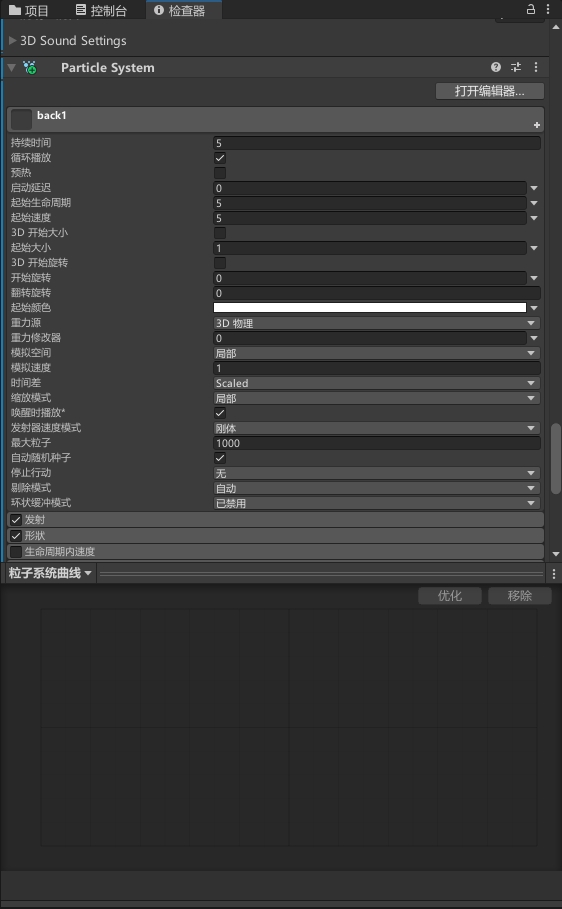 项目 控制台 检查器
3D Sound Settings
Particle System
打开编辑器...
back1
持续时间 5
循环播放
预热
启动延迟 0
起始生命周期 5
起始速度 5
3D 开始大小
起始大小 1
3D 开始旋转
开始旋转 0
翻转旋转 0
起始颜色
重力源 3D 物理
重力修改器 0
模拟空间 局部
模拟速度 1
时间差 Scaled
缩放模式 局部
唤醒时播放*
发射器速度模式 刚体
最大粒子 1000
自动随机种子
停止行动 无
剔除模式 自动
环状缓冲模式 已禁用
发射
形状
生命周期内速度
粒子系统曲线
优化 移除